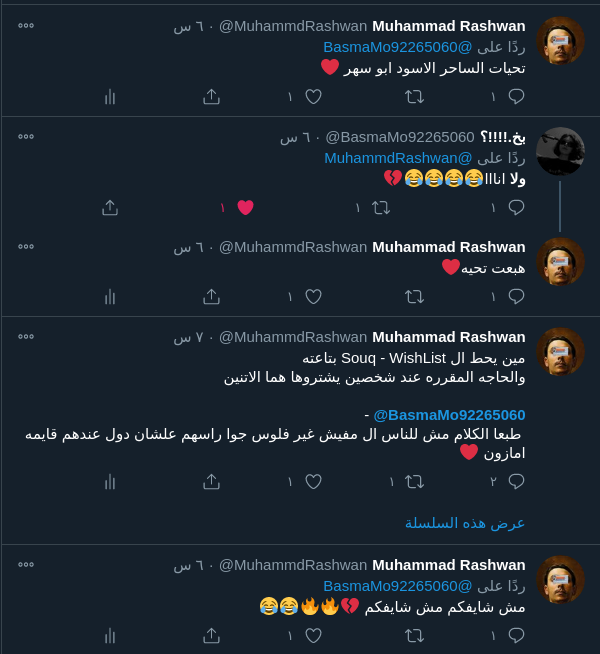 Muhammad Rashwan @MuhammdRashwan · ٦ س
ردًا على @BasmaMo92265060
تحيات الساحر الاسود ابو سهر ❤️
١ ١
بخ.!!!!؟ @BasmaMo92265060 · ٦ س
ردًا على @MuhammdRashwan
ولا اناااا😂😂😂😂💔
١ ١ ١
Muhammad Rashwan @MuhammdRashwan · ٦ س
هبعت تحيه❤️
١ ١
Muhammad Rashwan @MuhammdRashwan · ٧ س
مين يحط ال Souq - WishList بتاعته
والحاجه المقرره عند شخصين يشتروها هما الاتنين
@BasmaMo92265060 -
طبعا الكلام مش للناس ال مفيش غير فلوس جوا راسهم علشان دول عندهم قايمه
امازون ❤️
٢ ١ ١
عرض هذه السلسلة
Muhammad Rashwan @MuhammdRashwan · ٦ س
ردًا على @BasmaMo92265060
مش شايفكم مش شايفكم 💔🔥🔥😂😂
١ ١